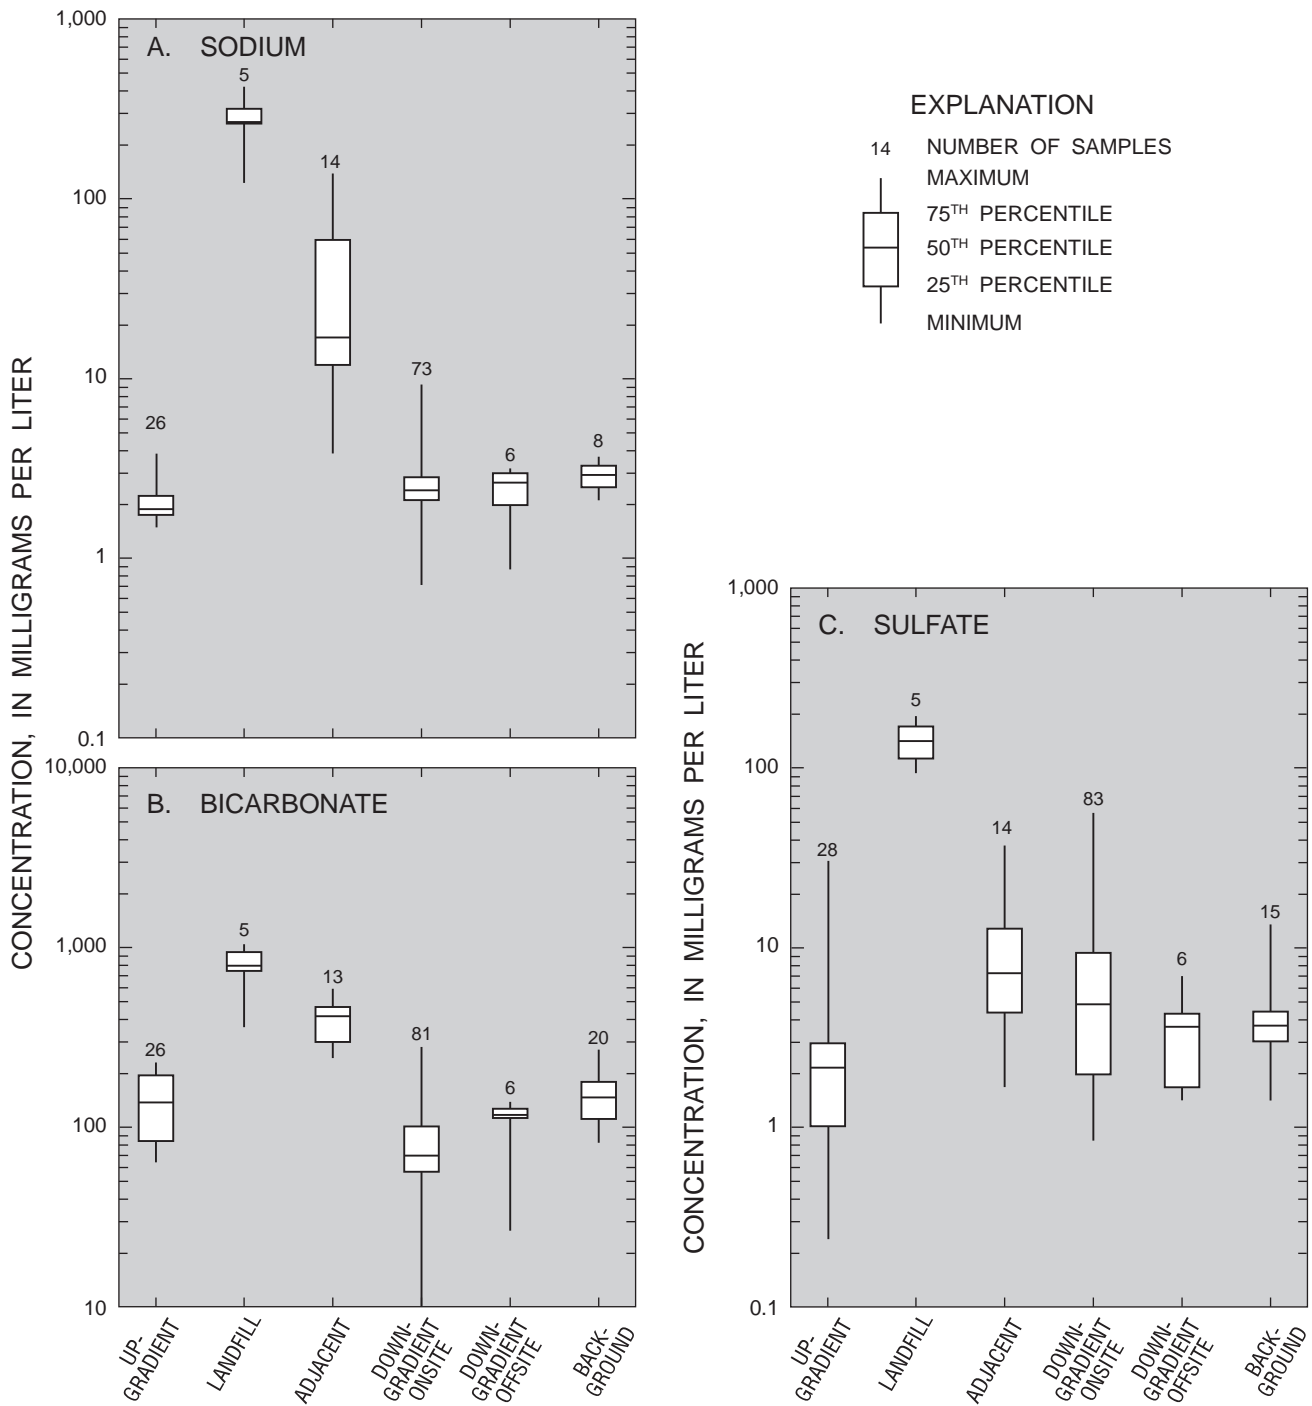 CONCENTRATION, IN MILLIGRAMS PER LITER
A. SODIUM
1,000
100
10
1
0.1
26
5
14
73
6
8
EXPLANATION
14 NUMBER OF SAMPLES
MAXIMUM
75TH PERCENTILE
50TH PERCENTILE
25TH PERCENTILE
MINIMUM
B. BICARBONATE
10,000
1,000
100
10
26
5
13
81
6
20
UP-
GRADIENT
LANDFILL
ADJACENT
DOWN-
GRADIENT
ONSITE
DOWN-
GRADIENT
OFFSITE
BACK-
GROUND
CONCENTRATION, IN MILLIGRAMS PER LITER
C. SULFATE
1,000
100
10
1
0.1
28
5
14
83
6
15
UP-
GRADIENT
LANDFILL
ADJACENT
DOWN-
GRADIENT
ONSITE
DOWN-
GRADIENT
OFFSITE
BACK-
GROUND